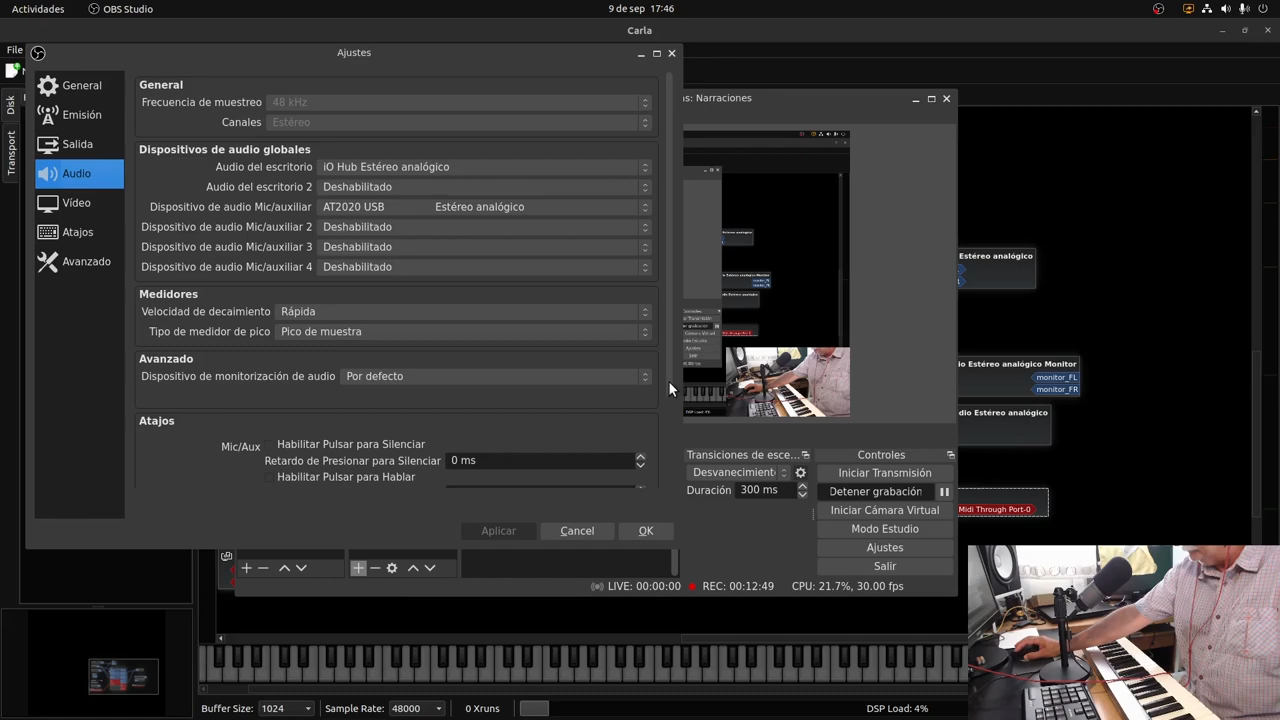 Actividades
OBS Studio
9 de sep 17:46
Carla
File
Ajustes
as: Narraciones
Disk
Transport
General
Emisión
Salida
Audio
Vídeo
Atajos
Avanzado
General
Frecuencia de muestreo 48 kHz
Canales Estéreo
Dispositivos de audio globales
Audio del escritorio iO Hub Estéreo analógico
Audio del escritorio 2 Deshabilitado
Dispositivo de audio Mic/auxiliar AT2020 USB Estéreo analógico
Dispositivo de audio Mic/auxiliar 2 Deshabilitado
Dispositivo de audio Mic/auxiliar 3 Deshabilitado
Dispositivo de audio Mic/auxiliar 4 Deshabilitado
Medidores
Velocidad de decaimiento Rápida
Tipo de medidor de pico Pico de muestra
Avanzado
Dispositivo de monitorización de audio Por defecto
Atajos
Mic/Aux
Habilitar Pulsar para Silenciar
Retardo de Presionar para Silenciar 0 ms
Habilitar Pulsar para Hablar
Aplicar
Cancel
OK
Estéreo analógico
dio Estéreo analógico Monitor
monitor_FL
monitor_FR
dio Estéreo analógico
Midi Through Port-0
Transiciones de esce...
Desvanecimiento
Duración 300 ms
Controles
Iniciar Transmisión
Detener grabación
Iniciar Cámara Virtual
Modo Estudio
Ajustes
Salir
LIVE: 00:00:00
REC: 00:12:49
CPU: 21.7%, 30.00 fps
Buffer Size: 1024
Sample Rate: 48000
0 Xruns
DSP Load: 4%